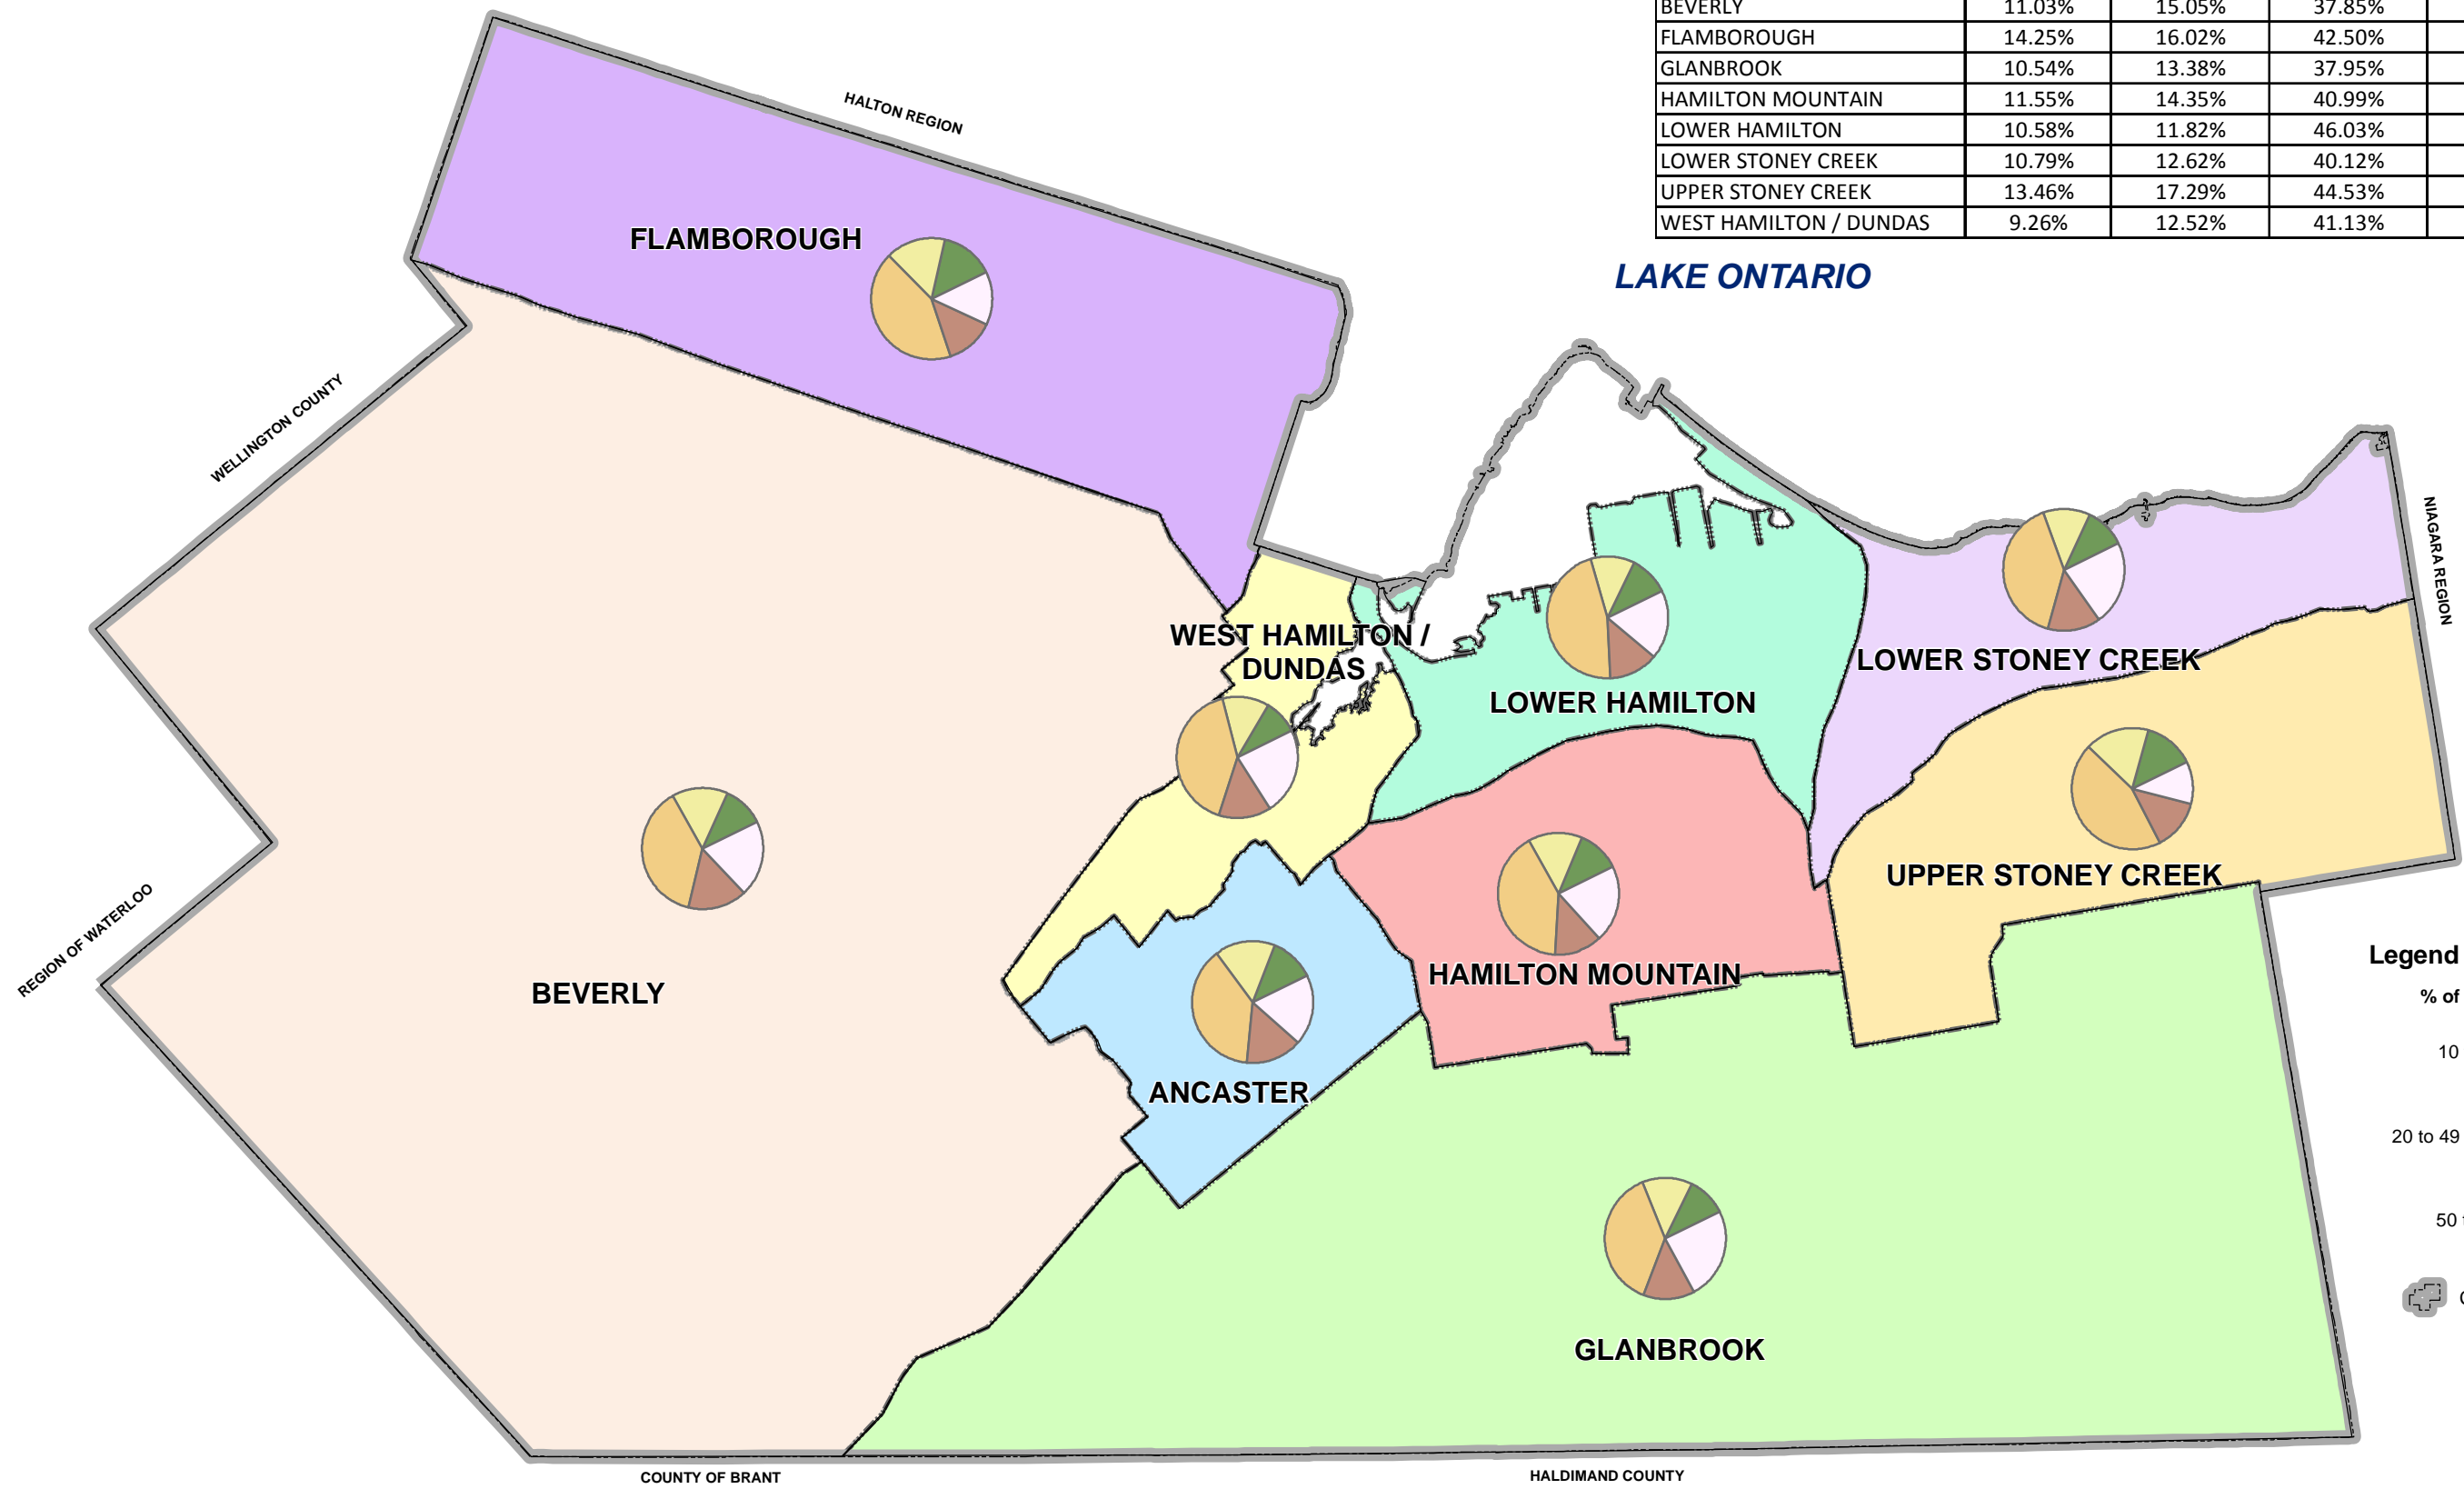 BEVERLY 11.03% 15.05% 37.85%
FLAMBOROUGH 14.25% 16.02% 42.50%
GLANBROOK 10.54% 13.38% 37.95%
HAMILTON MOUNTAIN 11.55% 14.35% 40.99%
LOWER HAMILTON 10.58% 11.82% 46.03%
LOWER STONEY CREEK 10.79% 12.62% 40.12%
UPPER STONEY CREEK 13.46% 17.29% 44.53%
WEST HAMILTON / DUNDAS 9.26% 12.52% 41.13%
HALTON REGION
FLAMBOROUGH
LAKE ONTARIO
WELLINGTON COUNTY
NIAGARA REGION
WEST HAMILTON /
DUNDAS
LOWER STONEY CREEK
LOWER HAMILTON
UPPER STONEY CREEK
REGION OF WATERLOO
BEVERLY
HAMILTON MOUNTAIN
ANCASTER
GLANBROOK
Legend
% of
10
20 to 49
50
COUNTY OF BRANT
HALDIMAND COUNTY